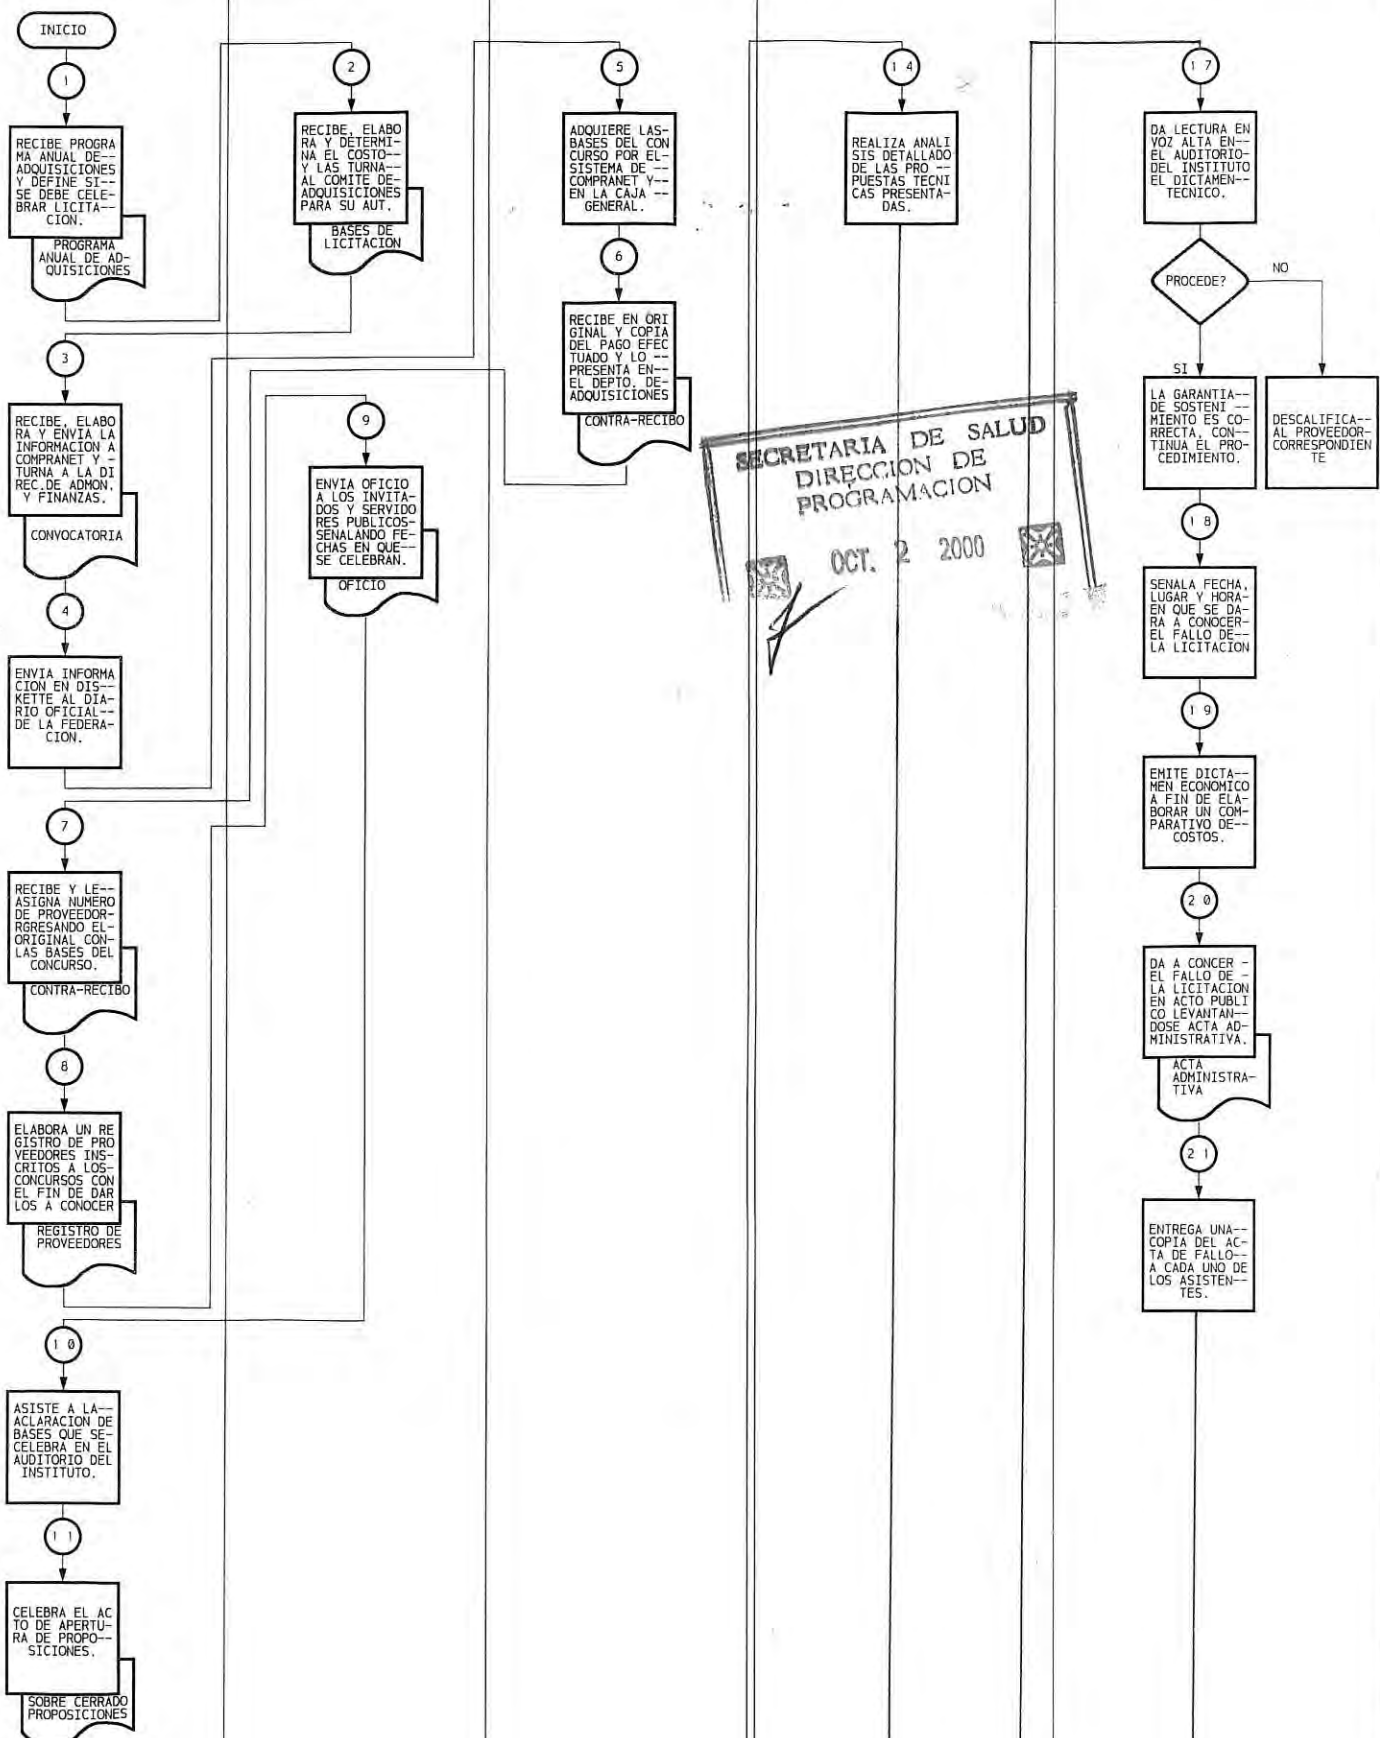 INICIO
1
RECIBE PROGRA
MA ANUAL DE--
ADQUISICIONES
Y DEFINE SI--
SE DEBE CELE-
BRAR LICITA--
CION.
PROGRAMA
ANUAL DE AD-
QUISICIONES
2
RECIBE, ELABO
RA Y DETERMI-
NA EL COSTO--
Y LAS TURNA--
AL COMITE DE-
ADQUISICIONES
PARA SU AUT.
BASES DE
LICITACION
3
RECIBE, ELABO
RA Y ENVIA LA
INFORMACION A
COMPRANET Y -
TURNA A LA DI
REC.DE ADMON.
Y FINANZAS.
CONVOCATORIA
4
ENVIA INFORMA
CION EN DIS--
KETTE AL DIA-
RIO OFICIAL--
DE LA FEDERA-
CION.
5
ADQUIERE LAS-
BASES DEL CON
CURSO POR EL-
SISTEMA DE --
COMPRANET Y--
EN LA CAJA --
GENERAL.
6
RECIBE EN ORI
GINAL Y COPIA
DEL PAGO EFEC
TUADO Y LO --
PRESENTA EN--
EL DEPTO. DE-
ADQUISICIONES
CONTRA-RECIBO
7
RECIBE Y LE--
ASIGNA NUMERO
DE PROVEEDOR-
RGRESANDO EL-
ORIGINAL CON-
LAS BASES DEL
CONCURSO.
CONTRA-RECIBO
8
ELABORA UN RE
GISTRO DE PRO
VEEDORES INS-
CRITOS A LOS-
CONCURSOS CON
EL FIN DE DAR
LOS A CONOCER
REGISTRO DE
PROVEEDORES
9
ENVIA OFICIO
A LOS INVITA-
DOS Y SERVIDO
RES PUBLICOS-
SENALANDO FE-
CHAS EN QUE--
SE CELEBRAN.
OFICIO
1 0
ASISTE A LA--
ACLARACION DE
BASES QUE SE-
CELEBRA EN EL
AUDITORIO DEL
INSTITUTO.
1 1
CELEBRA EL AC
TO DE APERTU-
RA DE PROPO--
SICIONES.
SOBRE CERRADO
PROPOSICIONES
1 4
REALIZA ANALI
SIS DETALLADO
DE LAS PRO -
PUESTAS TECNI
CAS PRESENTA-
DAS.
SECRETARIA DE SALUD
DIRECCION DE
PROGRAMACION
OCT. 2 2000
1 7
DA LECTURA EN
VOZ ALTA EN--
EL AUDITORIO-
DEL INSTITUTO
EL DICTAMEN--
TECNICO.
PROCEDE?
NO
SI
LA GARANTIA--
DE SOSTENI --
MIENTO ES CO-
RRECTA, CON--
TINUA EL PRO-
CEDIMIENTO.
DESCALIFICA--
AL PROVEEDOR-
CORRESPONDIEN
TE
1 8
SENALA FECHA,
LUGAR Y HORA-
EN QUE SE DA-
RA A CONOCER-
EL FALLO DE--
LA LICITACION
1 9
EMITE DICTA--
MEN ECONOMICO
A FIN DE ELA-
BORAR UN COM-
PARATIVO DE--
COSTOS.
2 0
DA A CONCER -
EL FALLO DE -
LA LICITACION
EN ACTO PUBLI
CO LEVANTAN--
DOSE ACTA AD-
MINISTRATIVA.
ACTA
ADMINISTRA-
TIVA
2 1
ENTREGA UNA--
COPIA DEL AC-
TA DE FALLO--
A CADA UNO DE
LOS ASISTEN--
TES.